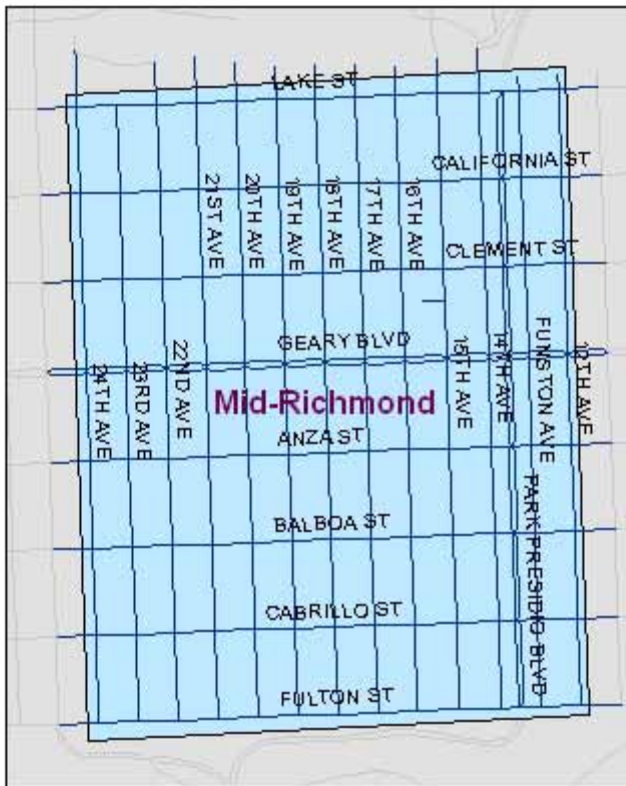 LAKE ST
CALIFORNIA ST
21ST AVE
20TH AVE
19TH AVE
18TH AVE
17TH AVE
16TH AVE
CLEMENT ST
GEARY BLVD
24TH AVE
23RD AVE
22ND AVE
15TH AVE
14TH AVE
FUNSTON AVE
12TH AVE
Mid-Richmond
ANZA ST
PARK PRESIDIO BLVD
BALBOA ST
CABRILLO ST
FULTON ST